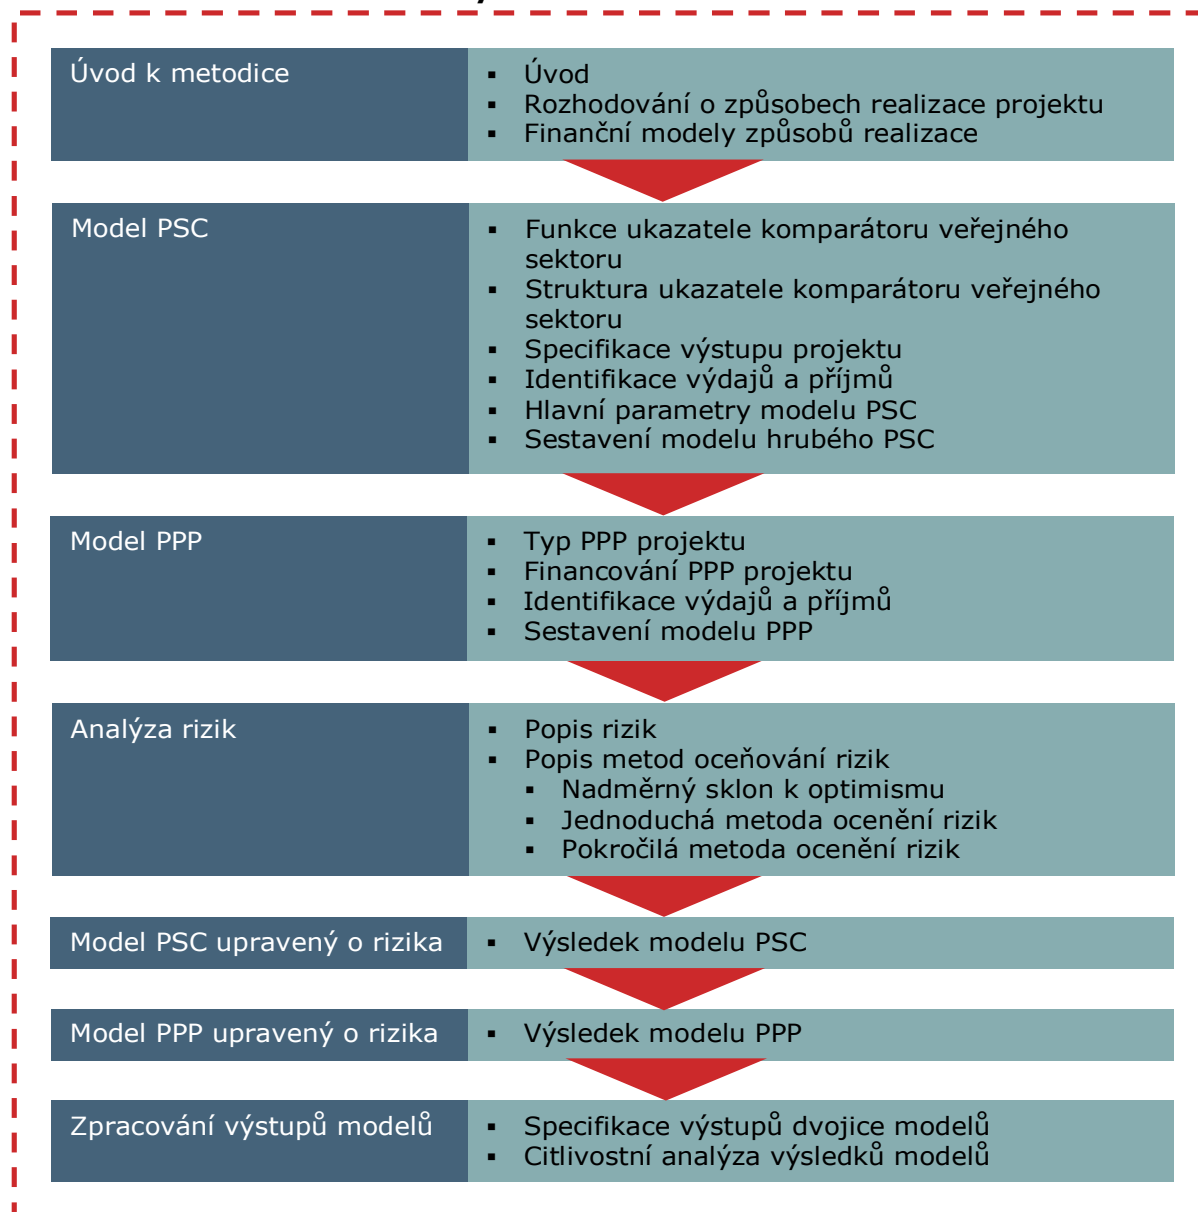 Úvod k metodice
▪ Úvod
▪ Rozhodování o způsobech realizace projektu
▪ Finanční modely způsobů realizace
Model PSC
▪ Funkce ukazatele komparátoru veřejného
sektoru
▪ Struktura ukazatele komparátoru veřejného
sektoru
▪ Specifikace výstupu projektu
▪ Identifikace výdajů a příjmů
▪ Hlavní parametry modelu PSC
▪ Sestavení modelu hrubého PSC
Model PPP
▪ Typ PPP projektu
▪ Financování PPP projektu
▪ Identifikace výdajů a příjmů
▪ Sestavení modelu PPP
Analýza rizik
▪ Popis rizik
▪ Popis metod oceňování rizik
▪ Nadměrný sklon k optimismu
▪ Jednoduchá metoda ocenění rizik
▪ Pokročilá metoda ocenění rizik
Model PSC upravený o rizika
▪ Výsledek modelu PSC
Model PPP upravený o rizika
▪ Výsledek modelu PPP
Zpracování výstupů modelů
▪ Specifikace výstupů dvojice modelů
▪ Citlivostní analýza výsledků modelů